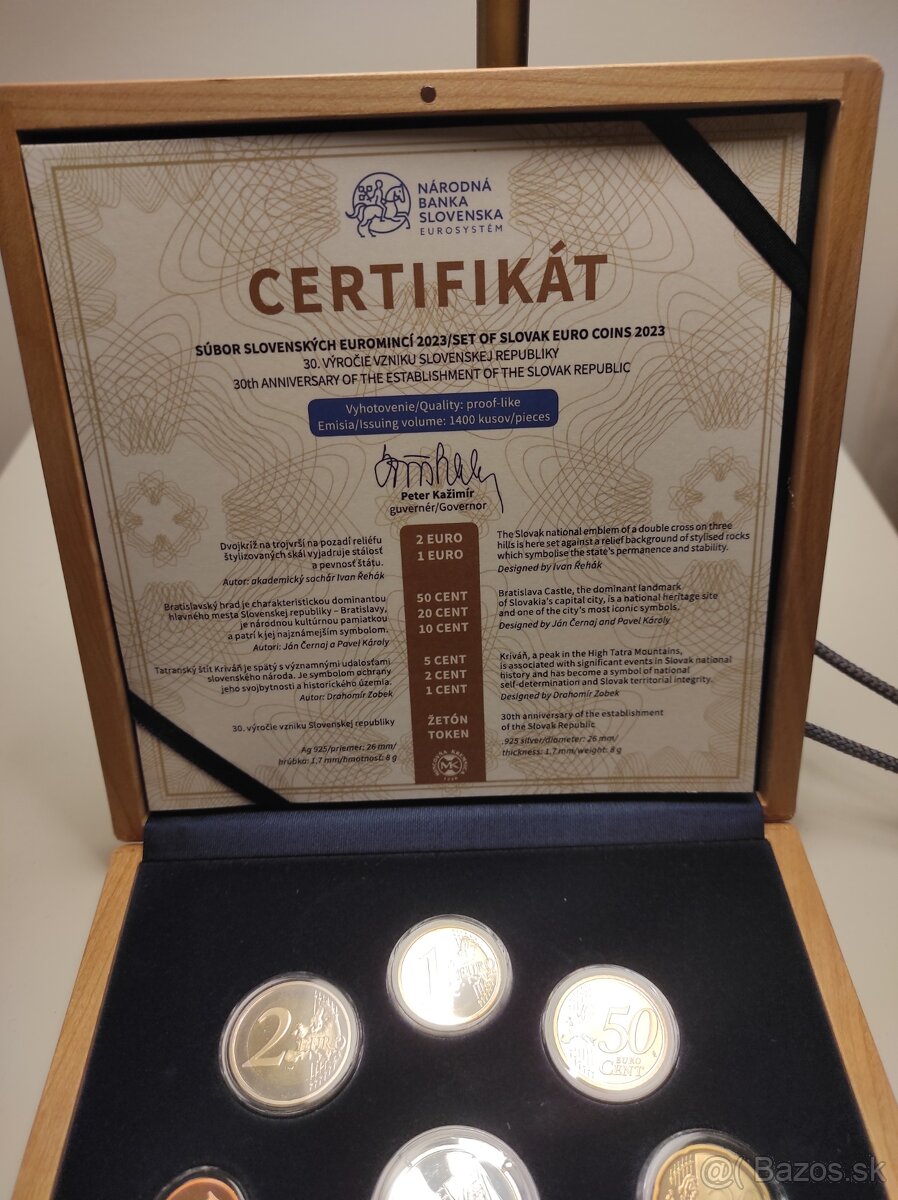 NÁRODNÁ
BANKA
SLOVENSKA
EUROSYSTÉM
CERTIFIKÁT
SÚBOR SLOVENSKÝCH EUROMINCÍ 2023/SET OF SLOVAK EURO COINS 2023
30. VÝROČIE VZNIKU SLOVENSKEJ REPUBLIKY
30th ANNIVERSARY OF THE ESTABLISHMENT OF THE SLOVAK REPUBLIC
Vyhotovenie/Quality: proof-like
Emisia/Issuing volume: 1400 kusov/pieces
Peter Kažimír
guvernér/Governor
Dvojkríž na trojvrší na pozadí reliéfu
štylizovaných skál vyjadruje stálosť
a pevnosť štátu.
Autor: akademický sochár Ivan Řehák
2 EURO
1 EURO
The Slovak national emblem of a double cross on three
hills is here set against a relief background of stylised rocks
which symbolise the state's permanence and stability.
Designed by Ivan Řehák
Bratislavský hrad je charakteristickou dominantou
hlavného mesta Slovenskej republiky – Bratislavy,
je národnou kultúrnou pamiatkou
a patrí k jej najznámejším symbolom.
Autori: Ján Černaj a Pavel Károly
50 CENT
20 CENT
10 CENT
Bratislava Castle, the dominant landmark
of Slovakia's capital city, is a national heritage site
and one of the city's most iconic symbols.
Designed by Ján Černaj and Pavel Károly
Tatranský štít Kriváň je spätý s významnými udalosťami
slovenského národa. Je symbolom ochrany
jeho svojbytnosti a historického územia.
Autor: Drahomír Zobek
5 CENT
2 CENT
1 CENT
Kriváň, a peak in the High Tatra Mountains,
is associated with significant events in Slovak national
history and has become a symbol of national
self-determination and Slovak territorial integrity.
Designed by Drahomír Zobek
30. výročie vzniku Slovenskej republiky
Ag 925/priemer: 26 mm/
hrúbka: 1,7 mm/hmotnosť: 8 g
ŽETÓN
TOKEN
30th anniversary of the establishment
of the Slovak Republic
.925 silver/diameter: 26 mm/
thickness: 1.7 mm/weight: 8 g
MK
1 EURO
2 EURO
50
EURO
CENT
@( Bazos.sk